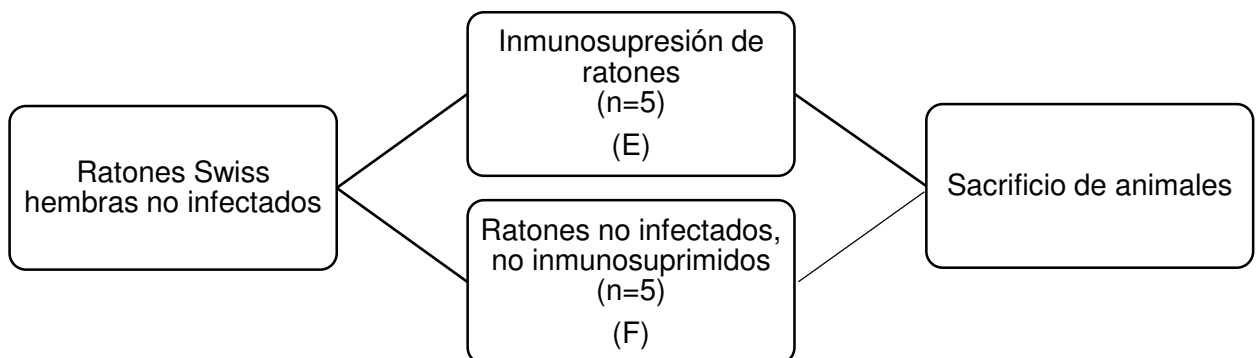 Ratones Swiss
hembras no infectados
Inmunosupresión de
ratones
(n=5)
(E)
Ratones no infectados,
no inmunosuprimidos
(n=5)
(F)
Sacrificio de animales